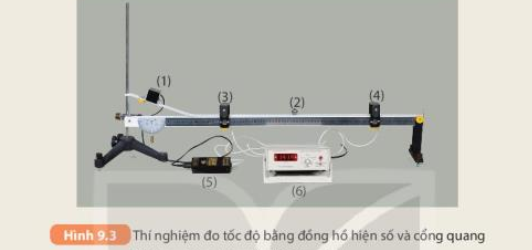 (1)
(3) (2) (4)
(5) (6)
Hình 9.3 Thí nghiệm đo tốc độ bằng đồng hồ hiện số và cổng quang